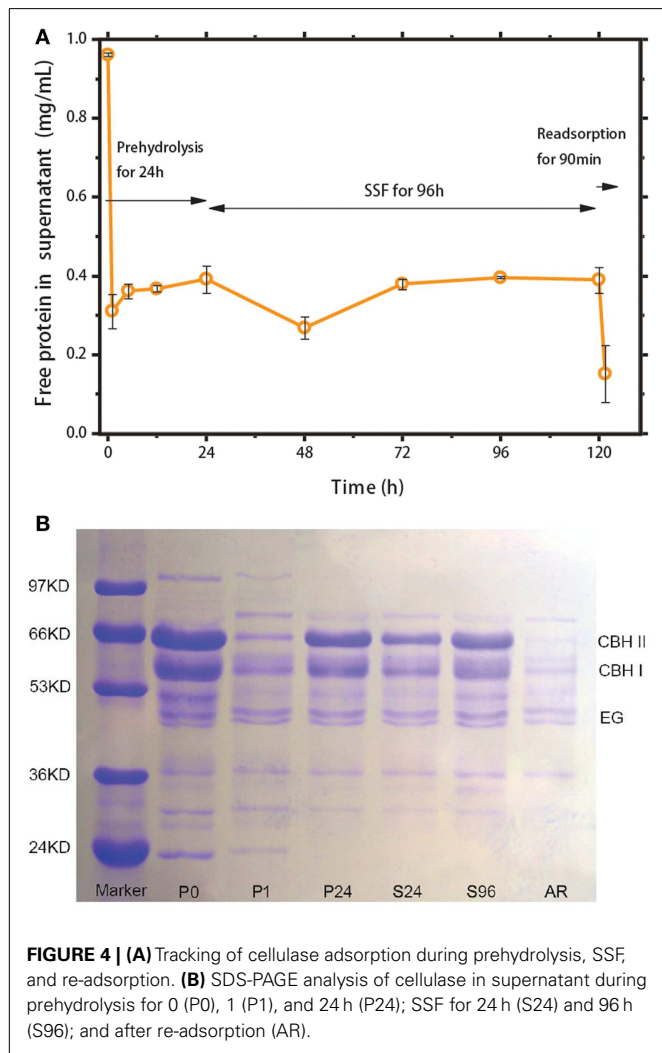 A
1.0
0.8
0.6
0.4
0.2
0.0
Free protein in supernatant (mg/mL)
Prehydrolysis
for 24h
SSF for 96h
Readsorption
for 90min
0 24 48 72 96 120
Time (h)
B
97KD
66KD
53KD
36KD
24KD
CBH II
CBH I
EG
Marker P0 P1 P24 S24 S96 AR
FIGURE 4 | (A) Tracking of cellulase adsorption during prehydrolysis, SSF,
and re-adsorption. (B) SDS-PAGE analysis of cellulase in supernatant during
prehydrolysis for 0 (P0), 1 (P1), and 24 h (P24); SSF for 24 h (S24) and 96 h
(S96); and after re-adsorption (AR).